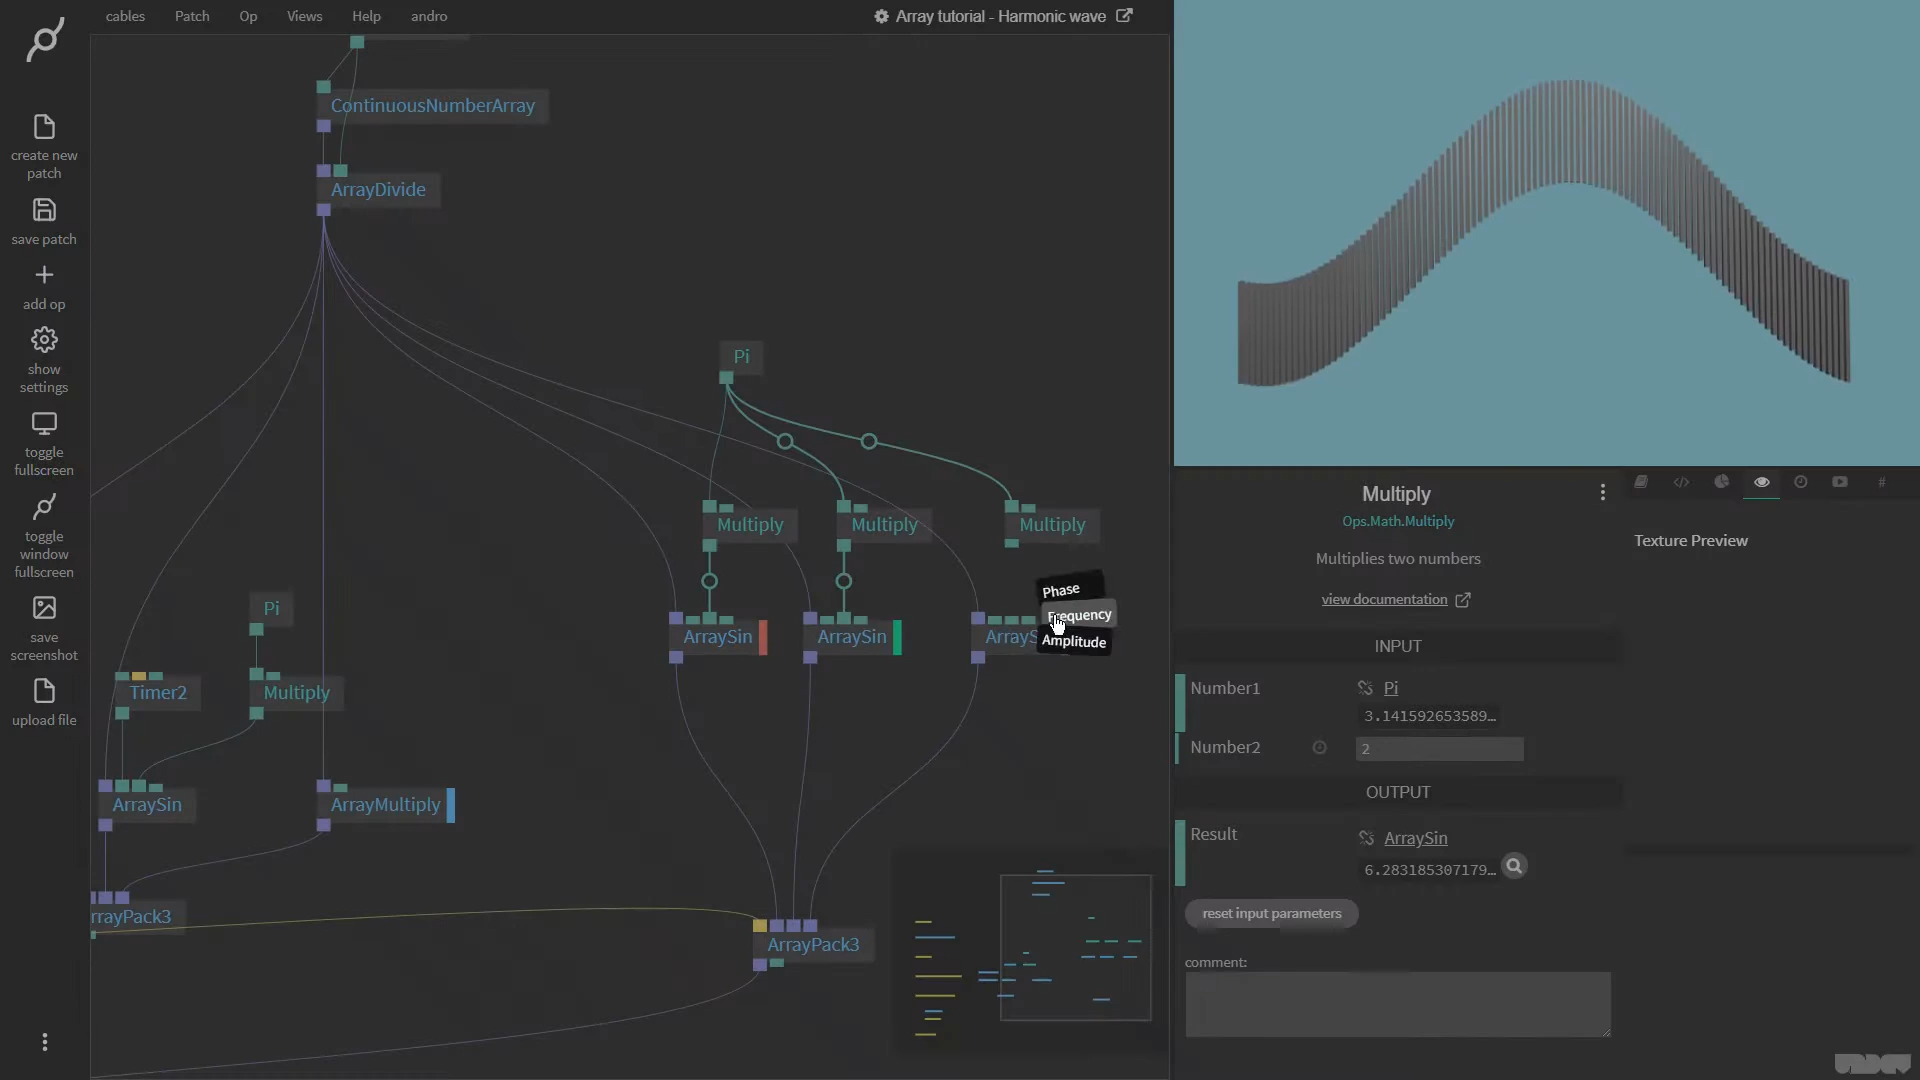 cables Patch Op Views Help andro
Array tutorial - Harmonic wave
create new
patch
save patch
add op
show
settings
toggle
fullscreen
toggle
window
fullscreen
save
screenshot
upload file
ContinuousNumberArray
ArrayDivide
Pi
Multiply Multiply Multiply
Phase
Frequency
Amplitude
ArraySin ArraySin ArrayS
Pi
Timer2 Multiply
ArraySin ArrayMultiply
rrayPack3
ArrayPack3
Multiply
Ops.Math.Multiply
Multiplies two numbers
view documentation
INPUT
Number1 Pi
3.141592653589…
Number2 2
OUTPUT
Result ArraySin
6.283185307179…
reset input parameters
comment:
#
Texture Preview